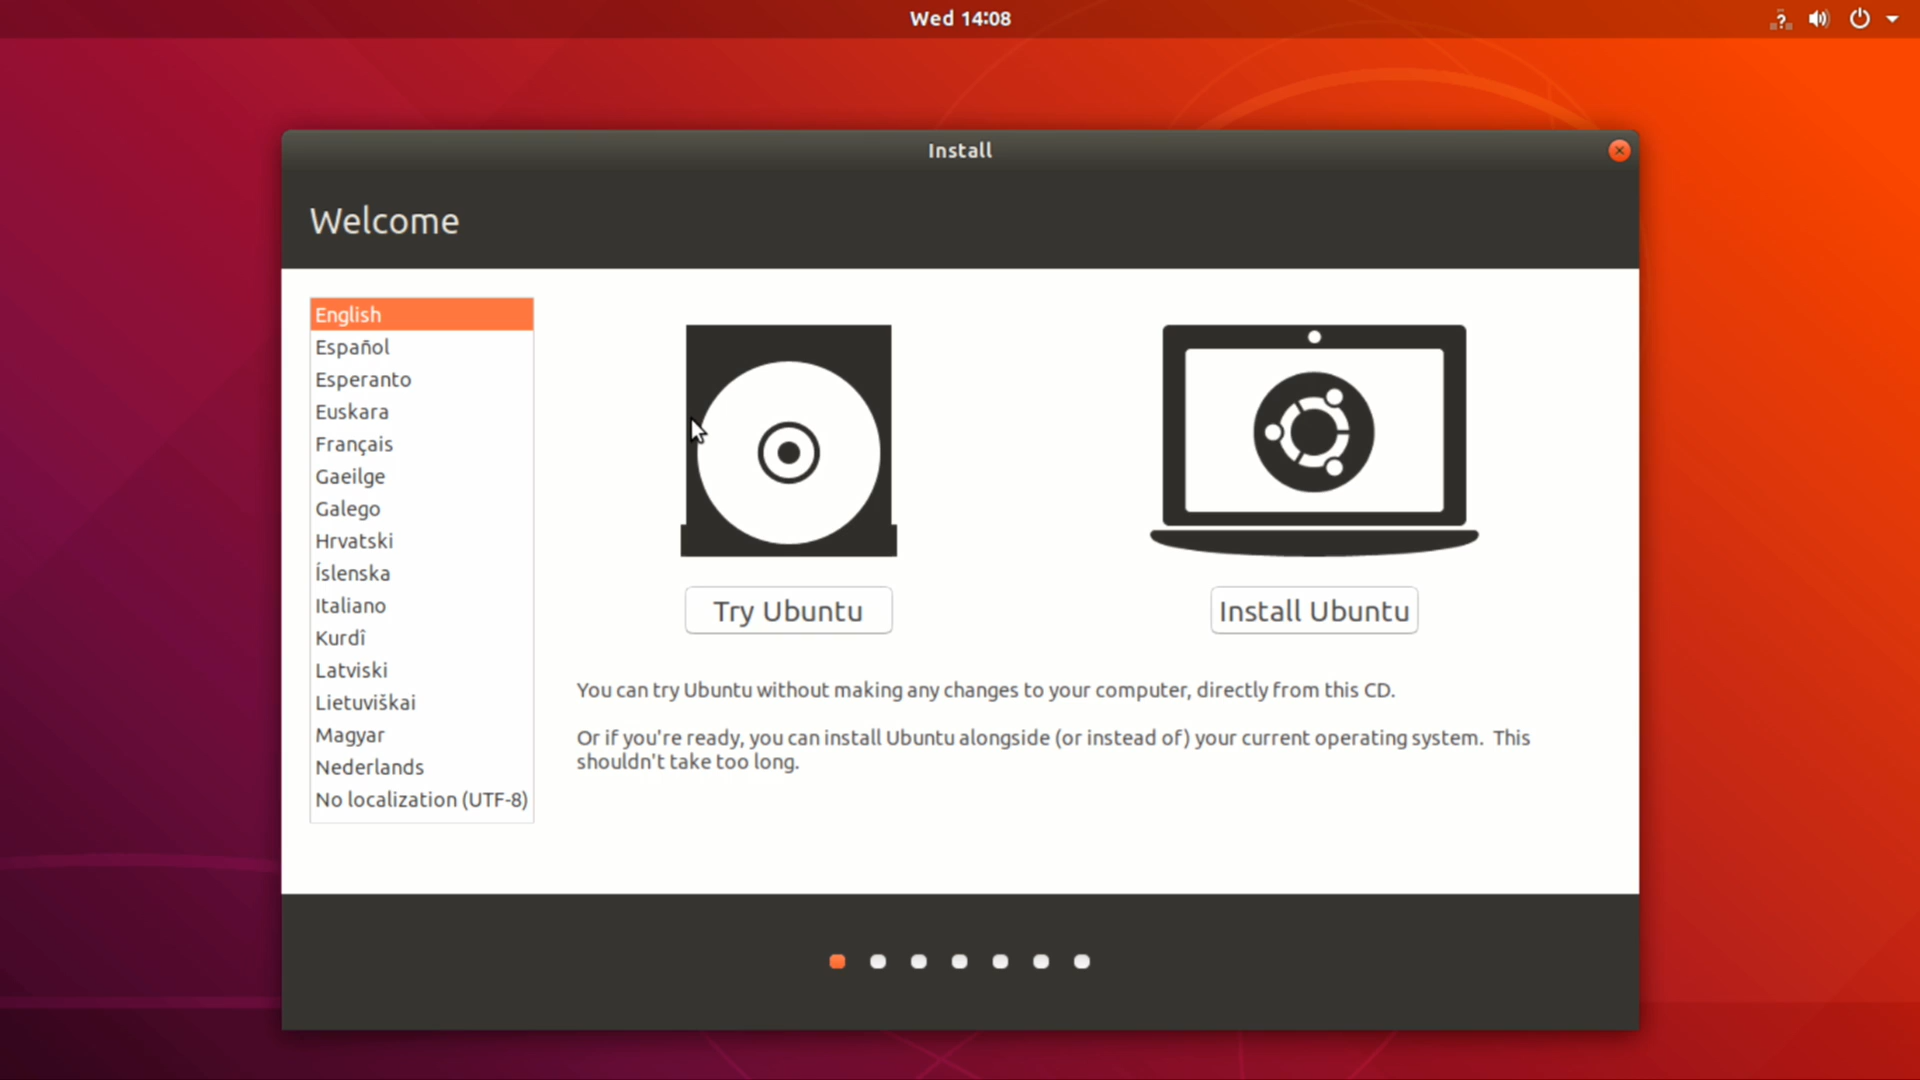 Wed 14:08
Install
Welcome
English
Español
Esperanto
Euskara
Français
Gaeilge
Galego
Hrvatski
Íslenska
Italiano
Kurdî
Latviski
Lietuviškai
Magyar
Nederlands
No localization (UTF-8)
Try Ubuntu
Install Ubuntu
You can try Ubuntu without making any changes to your computer, directly from this CD.
Or if you're ready, you can install Ubuntu alongside (or instead of) your current operating system.  This
shouldn't take too long.